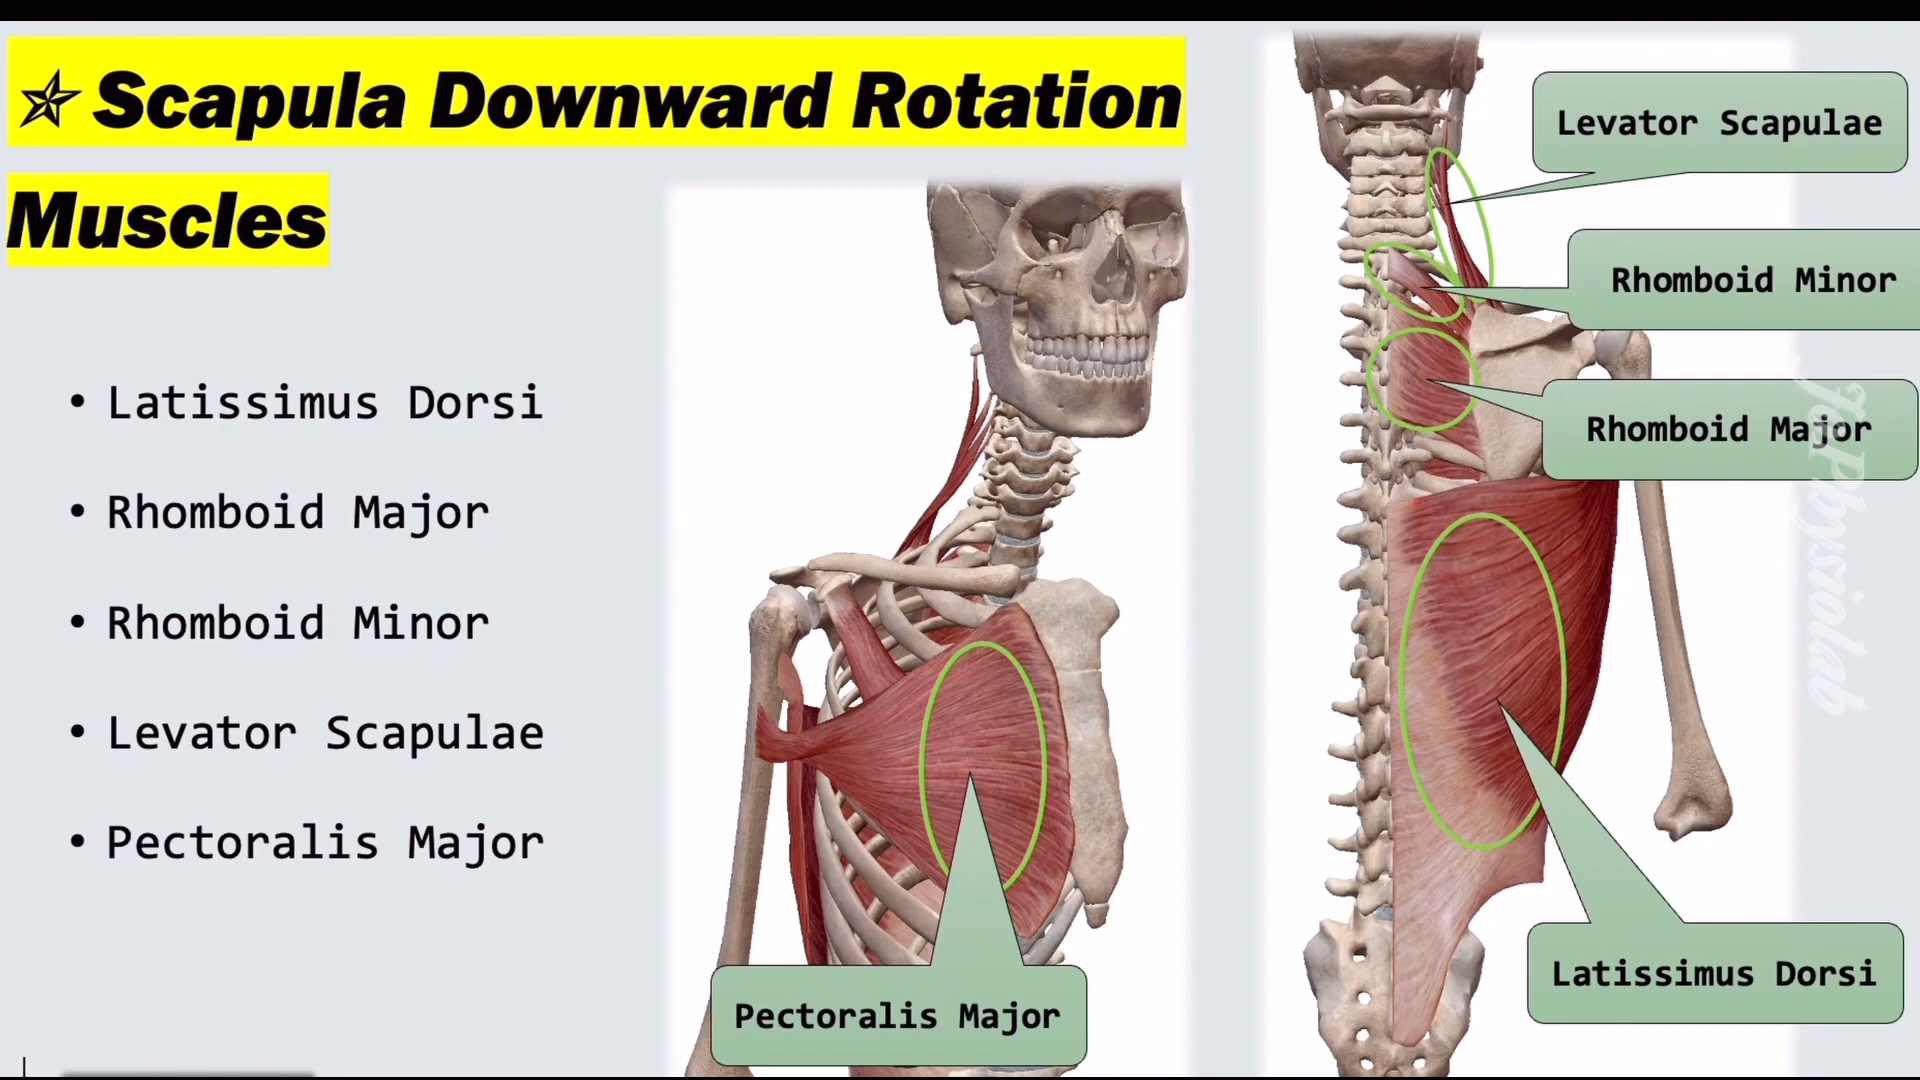 Scapula Downward Rotation
Muscles
• Latissimus Dorsi
• Rhomboid Major
• Rhomboid Minor
• Levator Scapulae
• Pectoralis Major
Pectoralis Major
Levator Scapulae
Rhomboid Minor
Rhomboid Major
Latissimus Dorsi